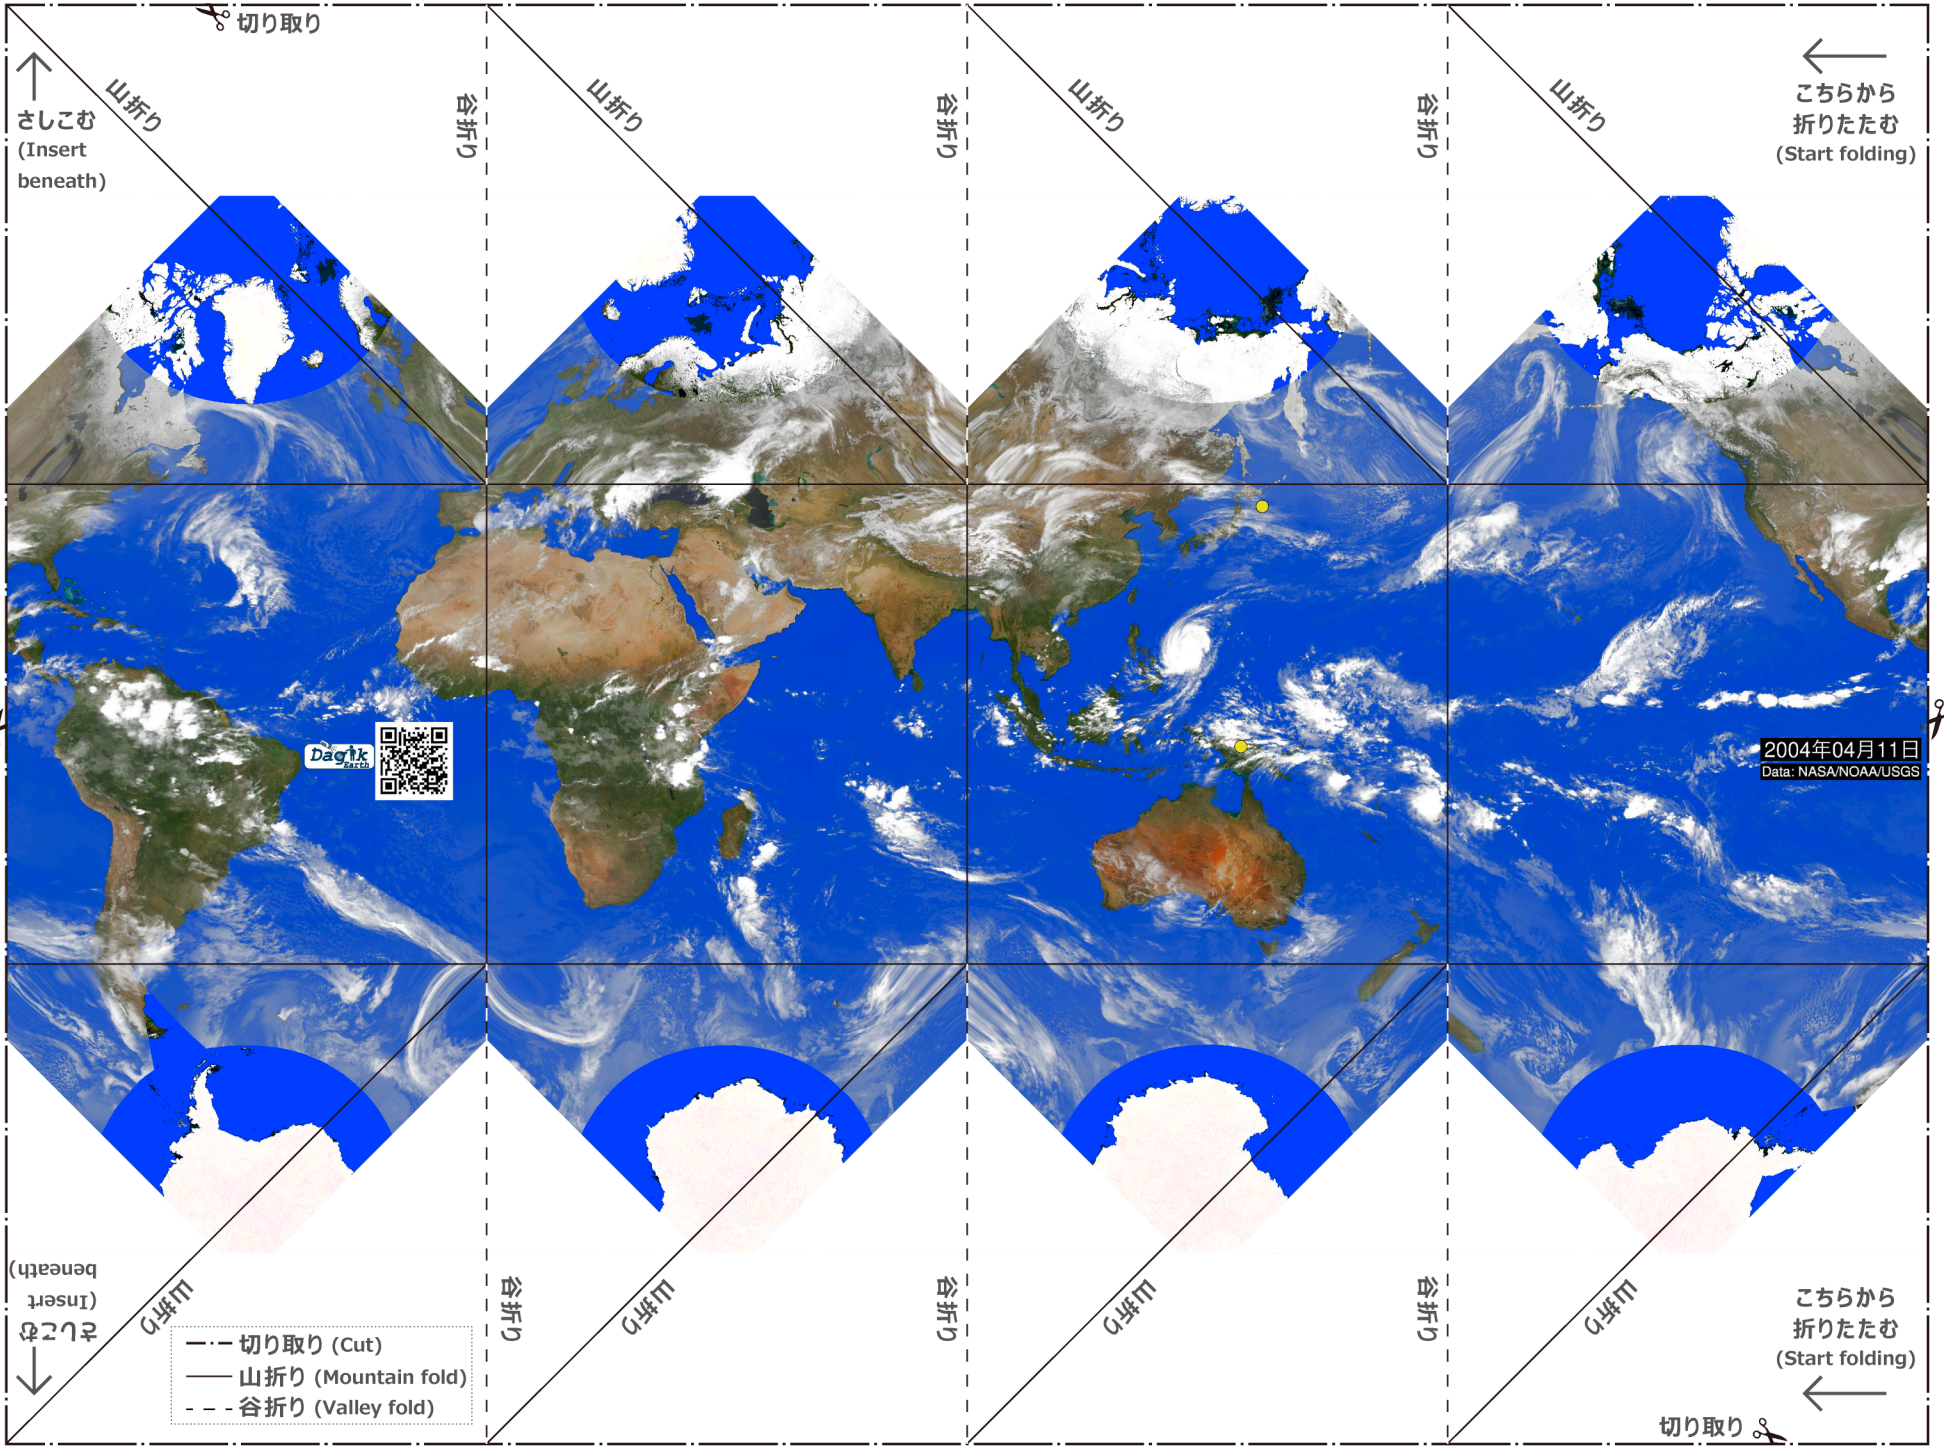 切り取り
山折り
谷折り
山折り
谷折り
山折り
谷折り
山折り
さしこむ
(Insert
beneath)
こちらから
折りたたむ
(Start folding)
Dagik
Earth
2004年04月11日
Data: NASA/NOAA/USGS
さしこむ
(Insert
beneath)
山折り
谷折り
山折り
谷折り
山折り
谷折り
山折り
こちらから
折りたたむ
(Start folding)
切り取り (Cut)
山折り (Mountain fold)
谷折り (Valley fold)
切り取り